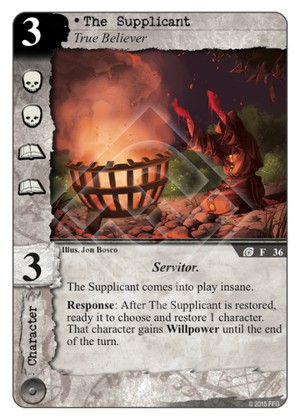 3
• The Supplicant
True Believer
Illus. Jon Bosco
F 36
3
Servitor.
The Supplicant comes into play insane.
Response: After The Supplicant is restored,
ready it to choose and restore 1 character.
That character gains Willpower until the end
of the turn.
Character
© 2015 FFG